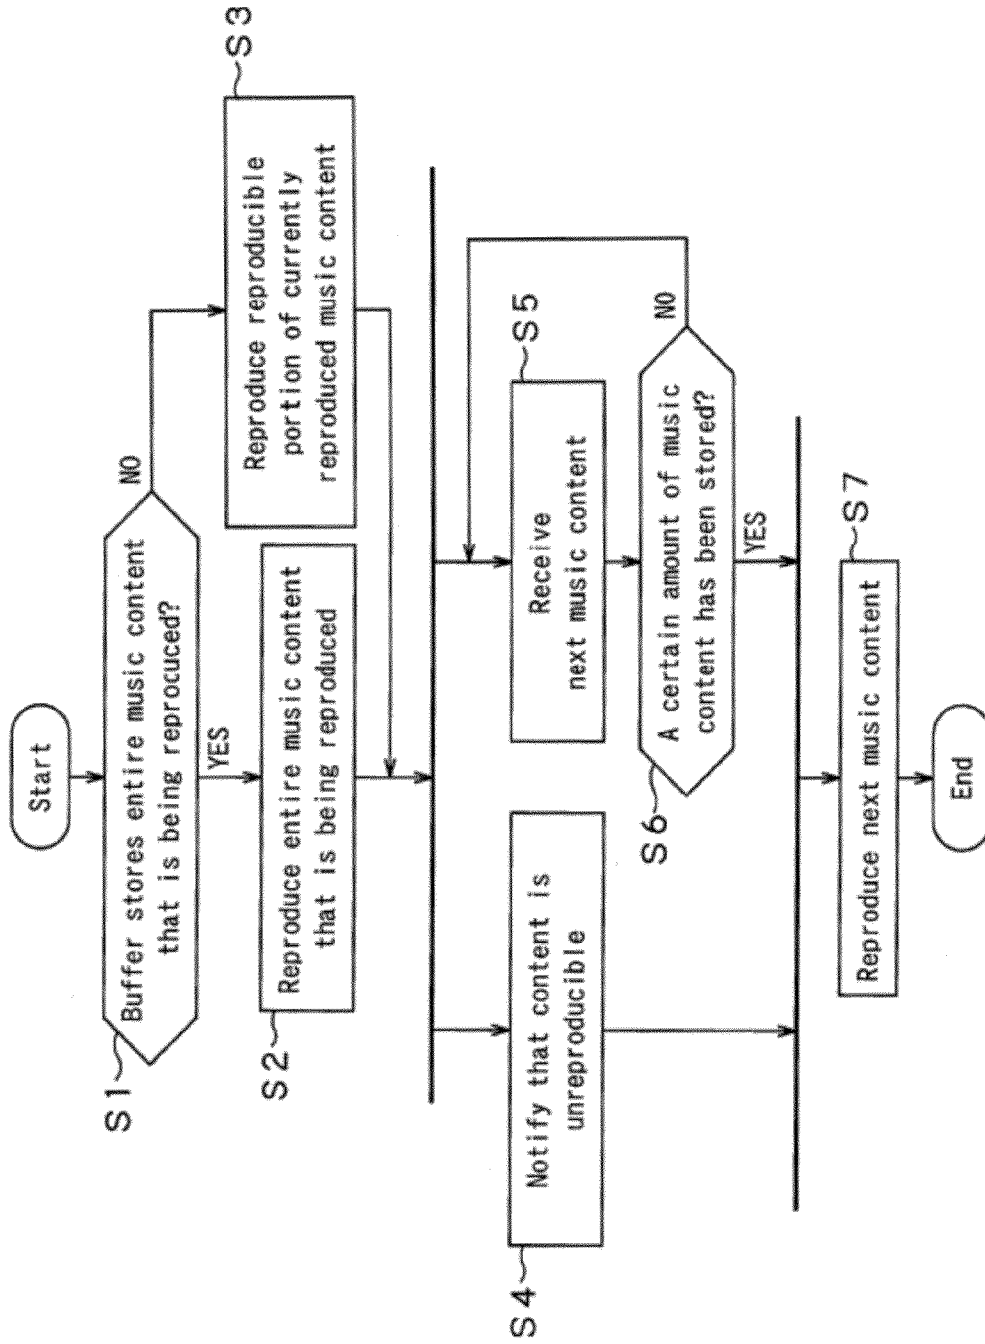 Start
S1
Buffer stores entire music content
that is being reprocuced?
NO
YES
S2
Reproduce entire music content
that is being reproduced
S3
Reproduce reproducible
portion of currently
reproduced music content
S4
Notify that content is
unreproducible
S5
Receive
next music content
S6
A certain amount of music
content has been stored?
NO
YES
S7
Reproduce next music content
End